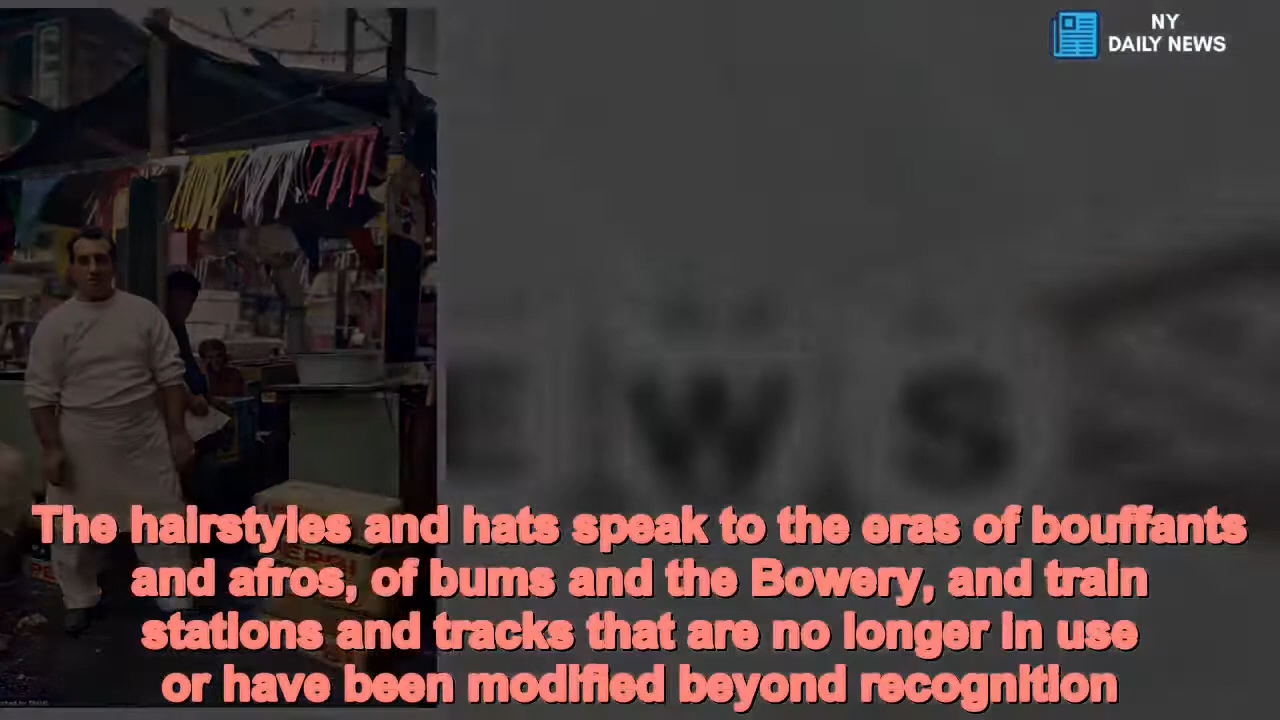 NY
DAILY NEWS
W S
PEPSI
The hairstyles and hats speak to the eras of bouffants
and afros, of bums and the Bowery, and train
stations and tracks that are no longer in use
or have been modified beyond recognition